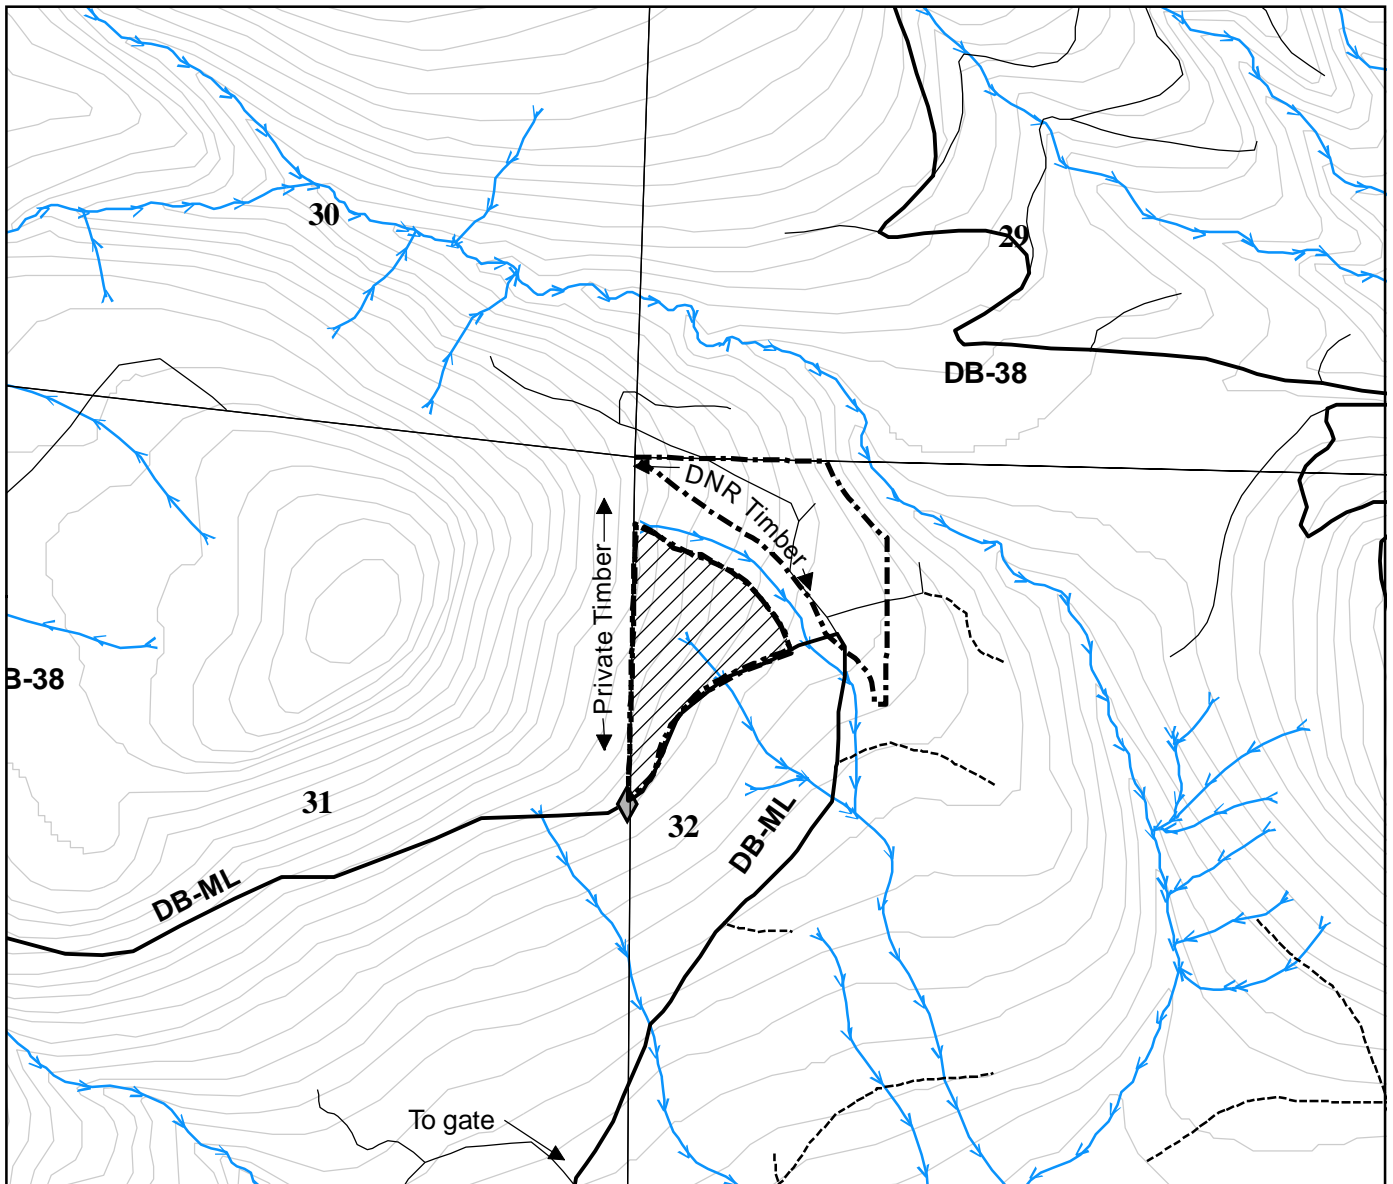 30
29
DB-38
DNR Timber
Private Timber
B-38
31
32
DB-ML
DB-ML
To gate